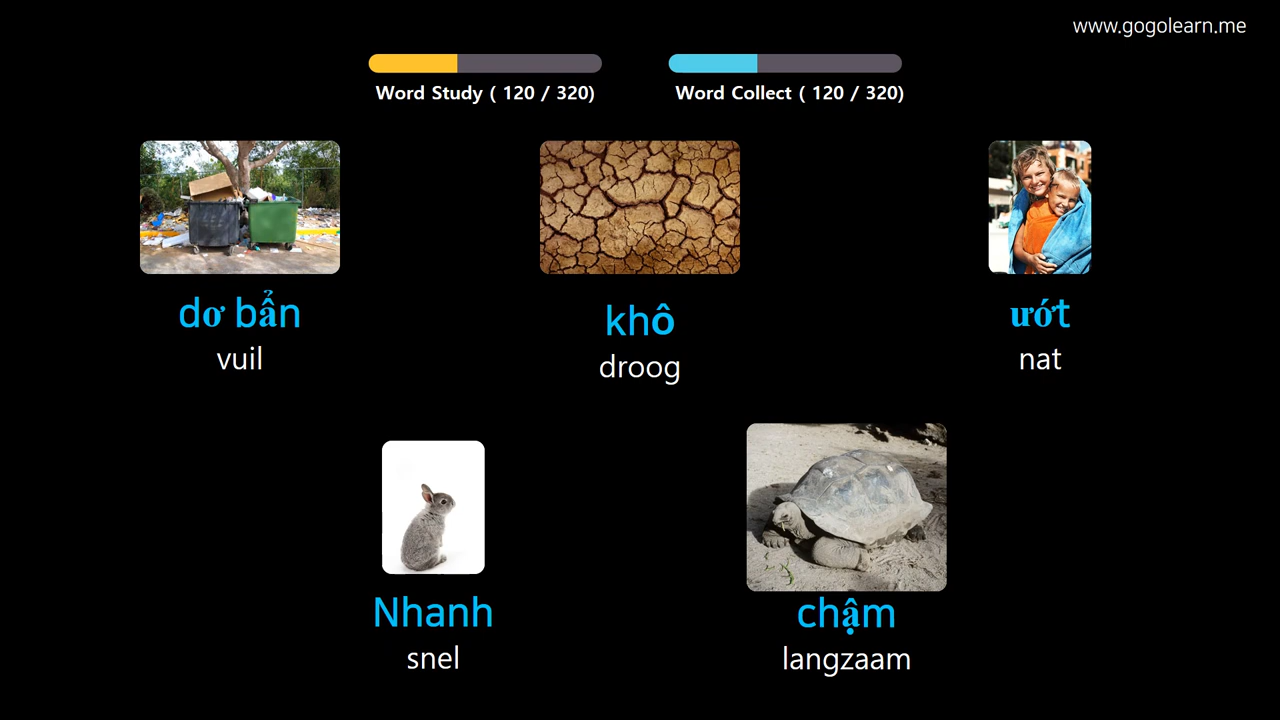 www.gogolearn.me
Word Study ( 120 / 320)
Word Collect ( 120 / 320)
dơ bẩn
khô
ướt
vuil
droog
nat
Nhanh
chậm
snel
langzaam